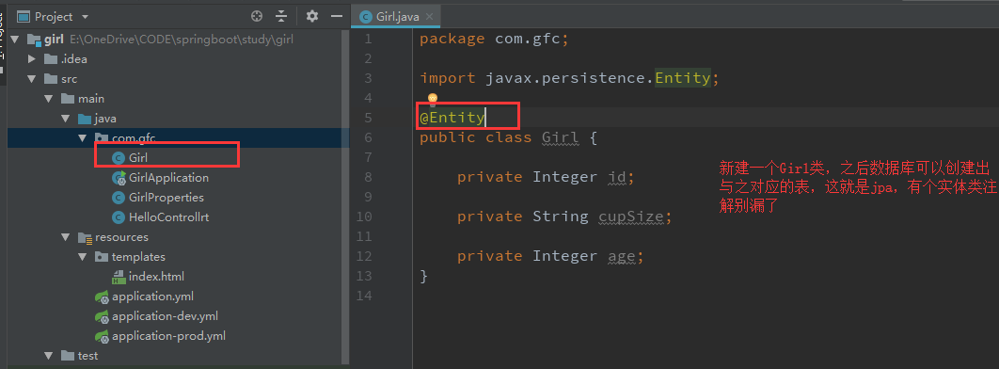 Project
girl E:\OneDrive\CODE\springboot\study\girl
.idea
src
main
java
com.gfc
Girl
GirlApplication
GirlProperties
HelloControllrt
resources
templates
index.html
application.yml
application-dev.yml
application-prod.yml
test
Girl.java
1 package com.gfc;
2
3 import javax.persistence.Entity;
4
5 @Entity
6 public class Girl {
7
8 private Integer id;
9
10 private String cupSize;
11
12 private Integer age;
13 }
14
新建一个Girl类，之后数据库可以创建出
与之对应的表，这就是jpa，有个实体类注
解别漏了